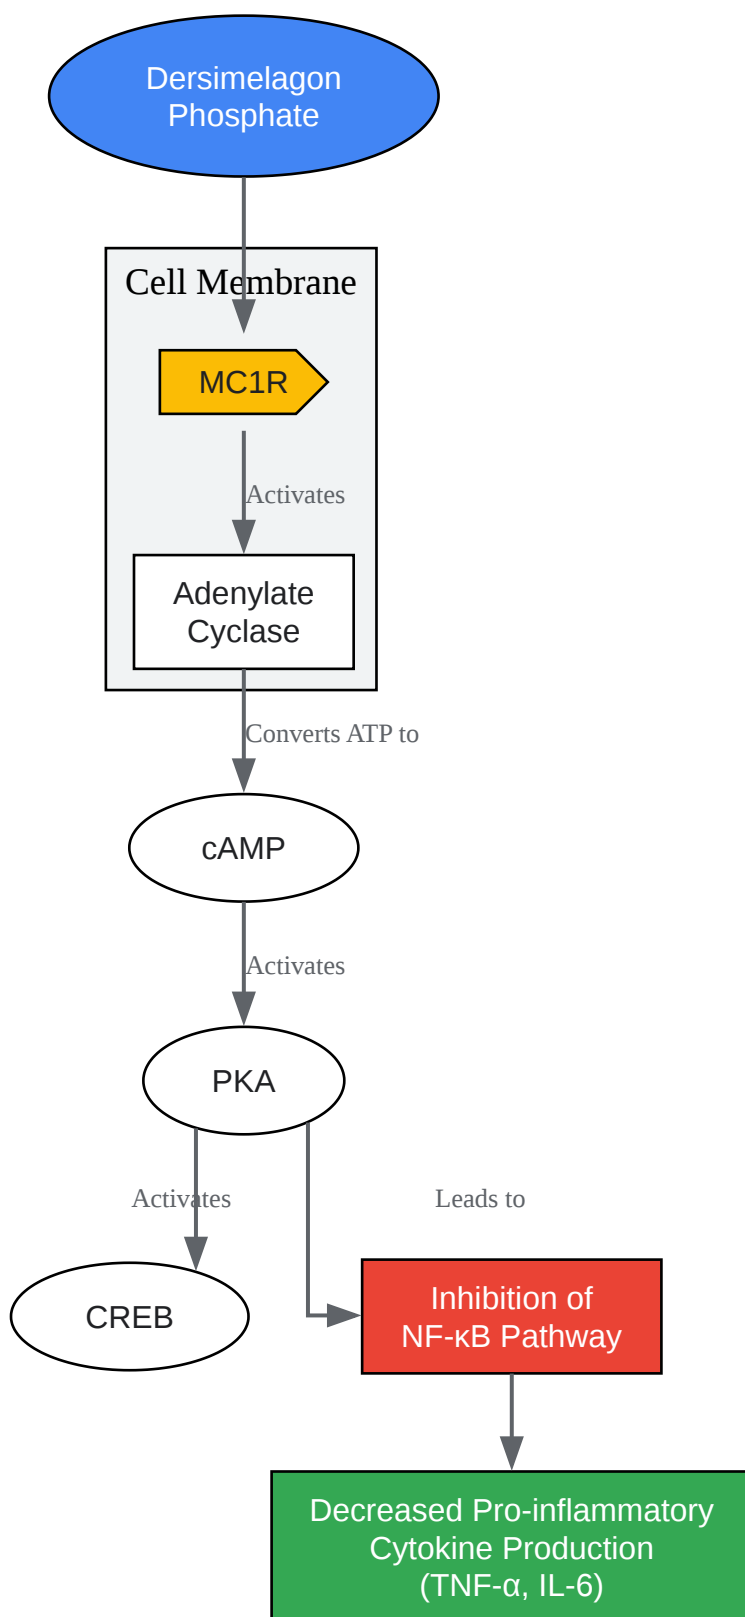 Dersimelagon
Phosphate
Cell Membrane
MC1R
Activates
Adenylate
Cyclase
Converts ATP to
cAMP
Activates
PKA
Activates
Leads to
CREB
Inhibition of
NF-κB Pathway
Decreased Pro-inflammatory
Cytokine Production
(TNF-α, IL-6)